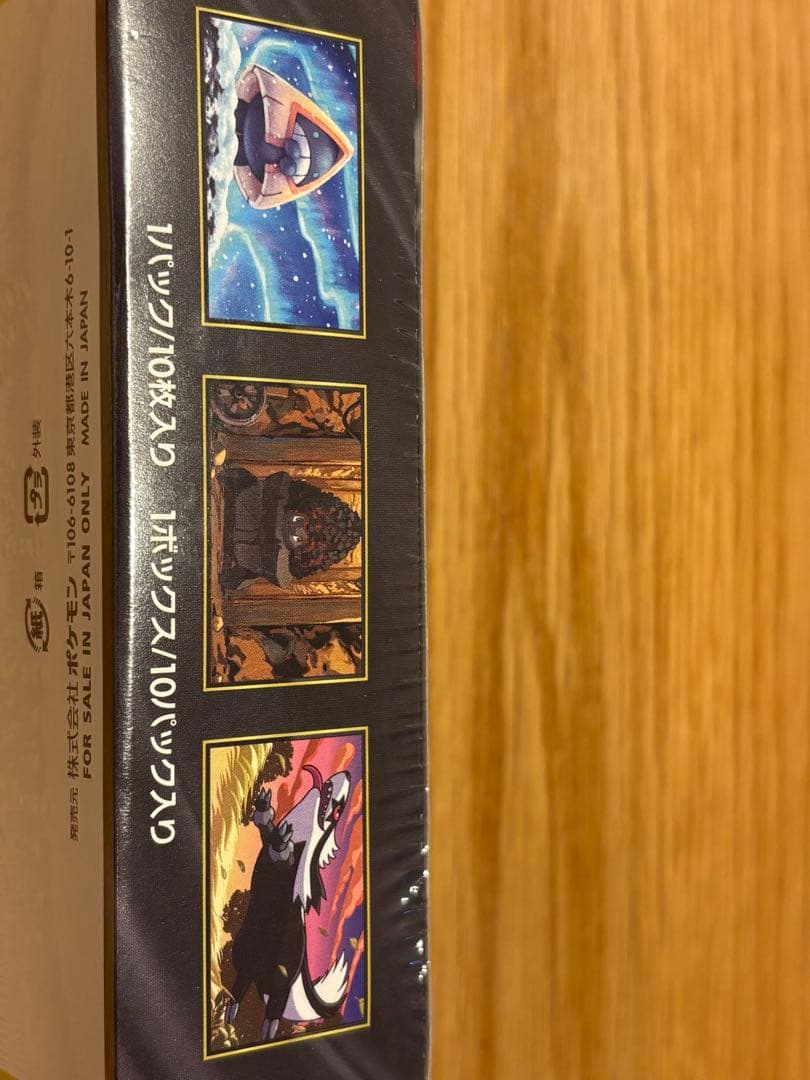 1パック/10枚入り 1ボックス/10パック入り
紙 箱 プラ 外装
発売元 株式会社 ポケモン 〒106-6108 東京都港区六本木6-10-1
FOR SALE IN JAPAN ONLY MADE IN JAPAN